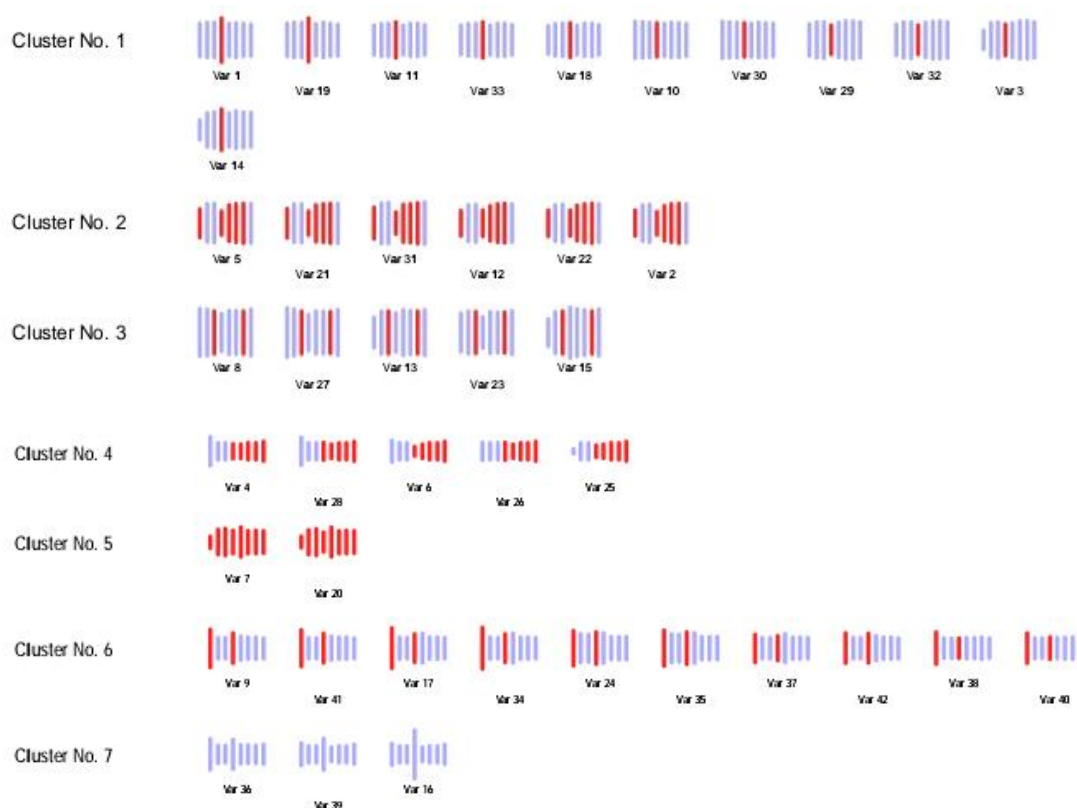 Cluster No. 1
Var 1
Var 19
Var 11
Var 33
Var 18
Var 10
Var 30
Var 29
Var 32
Var 3
Var 14
Cluster No. 2
Var 5
Var 21
Var 31
Var 12
Var 22
Var 2
Cluster No. 3
Var 8
Var 27
Var 13
Var 23
Var 15
Cluster No. 4
Var 4
Var 28
Var 6
Var 26
Var 25
Cluster No. 5
Var 7
Var 20
Cluster No. 6
Var 9
Var 41
Var 17
Var 34
Var 24
Var 35
Var 37
Var 42
Var 38
Var 40
Cluster No. 7
Var 36
Var 39
Var 16